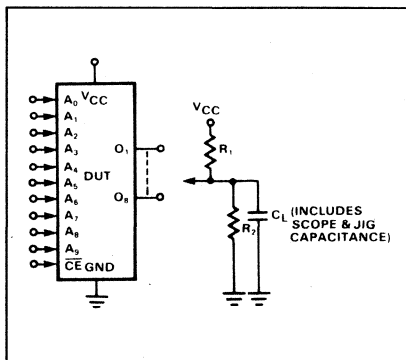 VCC
A0
A1
A2
A3
A4
A5
A6
A7
A8
A9
CE GND
DUT
O1
O8
VCC
R1
R2
CL (INCLUDES
SCOPE & JIG
CAPACITANCE)